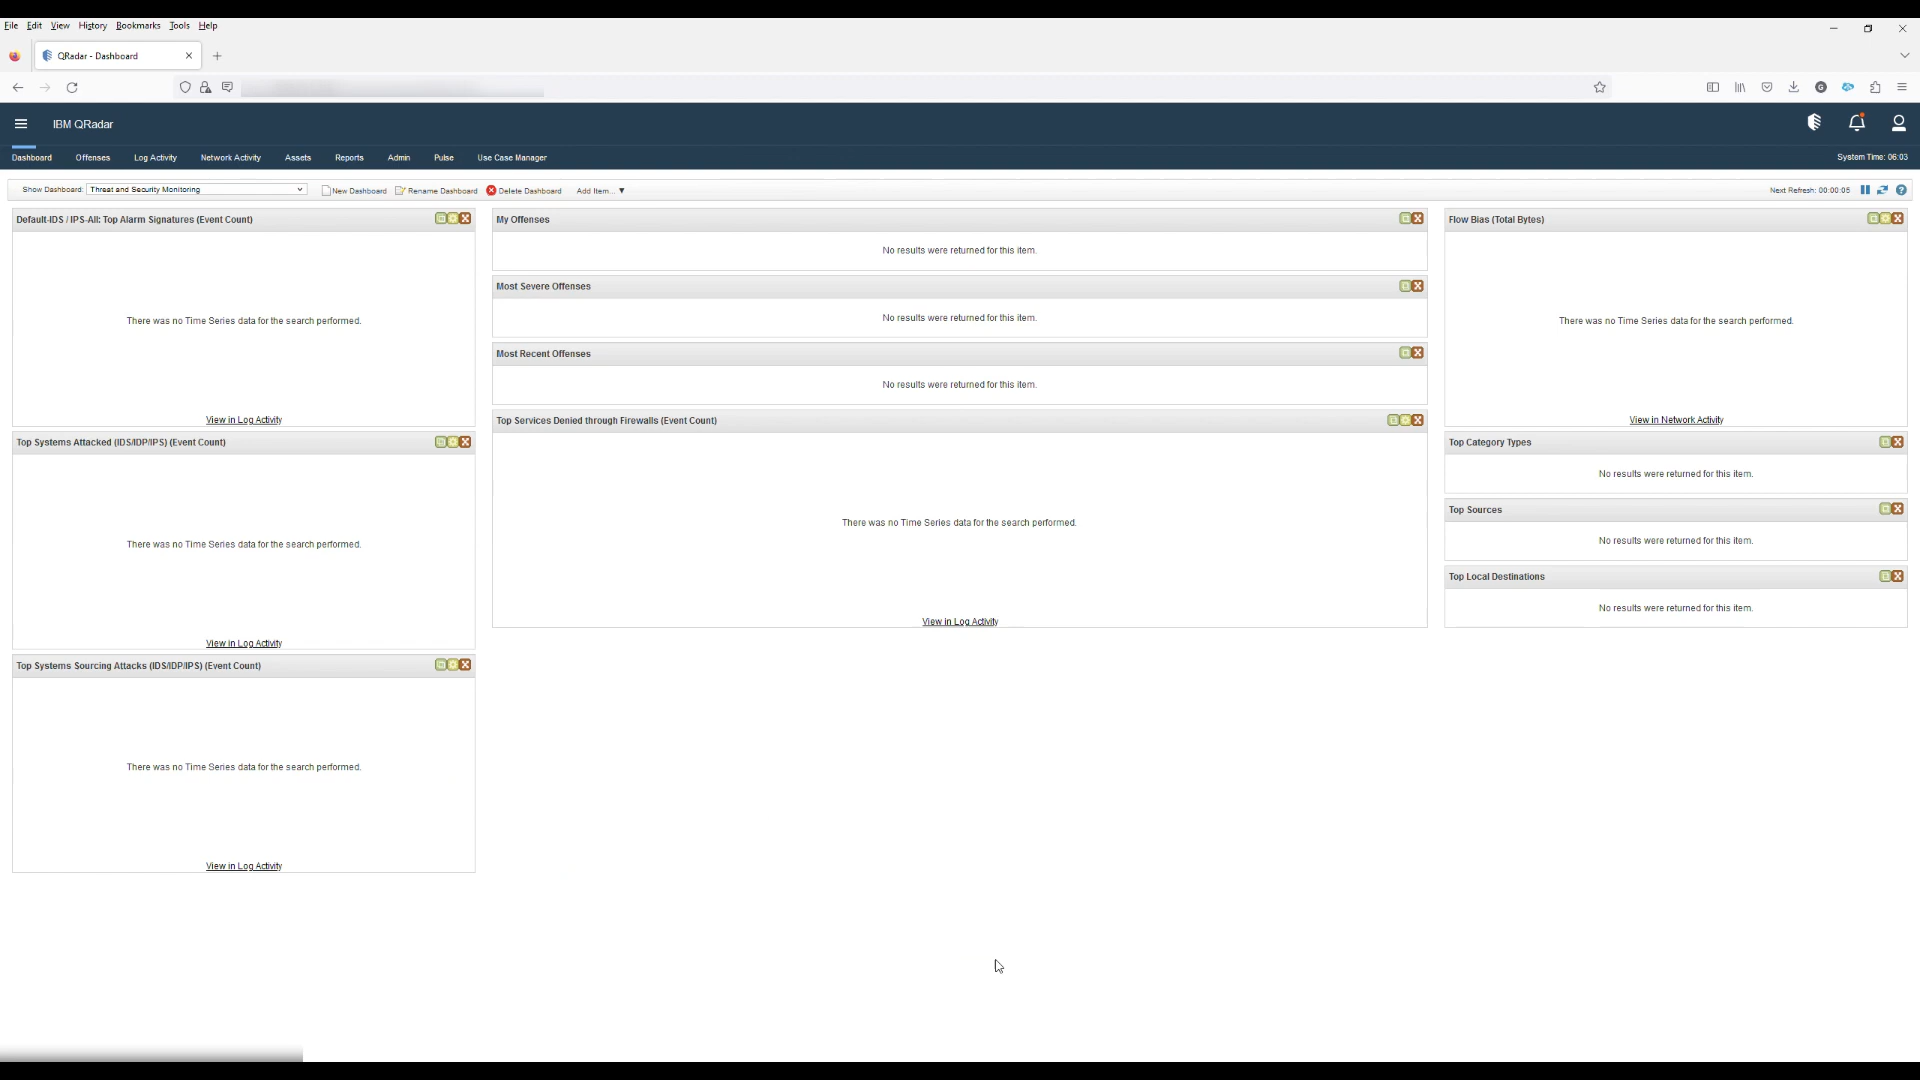 File Edit View History Bookmarks Tools Help
QRadar - Dashboard
IBM QRadar
Dashboard Offenses Log Activity Network Activity Assets Reports Admin Pulse Use Case Manager System Time: 06:03
Show Dashboard: Threat and Security Monitoring New Dashboard Rename Dashboard Delete Dashboard Add Item... Next Refresh: 00:00:05
Default-IDS / IPS-All: Top Alarm Signatures (Event Count)
There was no Time Series data for the search performed.
View in Log Activity
Top Systems Attacked (IDS/IDP/IPS) (Event Count)
There was no Time Series data for the search performed.
View in Log Activity
Top Systems Sourcing Attacks (IDS/IDP/IPS) (Event Count)
There was no Time Series data for the search performed.
View in Log Activity
My Offenses
No results were returned for this item.
Most Severe Offenses
No results were returned for this item.
Most Recent Offenses
No results were returned for this item.
Top Services Denied through Firewalls (Event Count)
There was no Time Series data for the search performed.
View in Log Activity
Flow Bias (Total Bytes)
There was no Time Series data for the search performed.
View in Network Activity
Top Category Types
No results were returned for this item.
Top Sources
No results were returned for this item.
Top Local Destinations
No results were returned for this item.